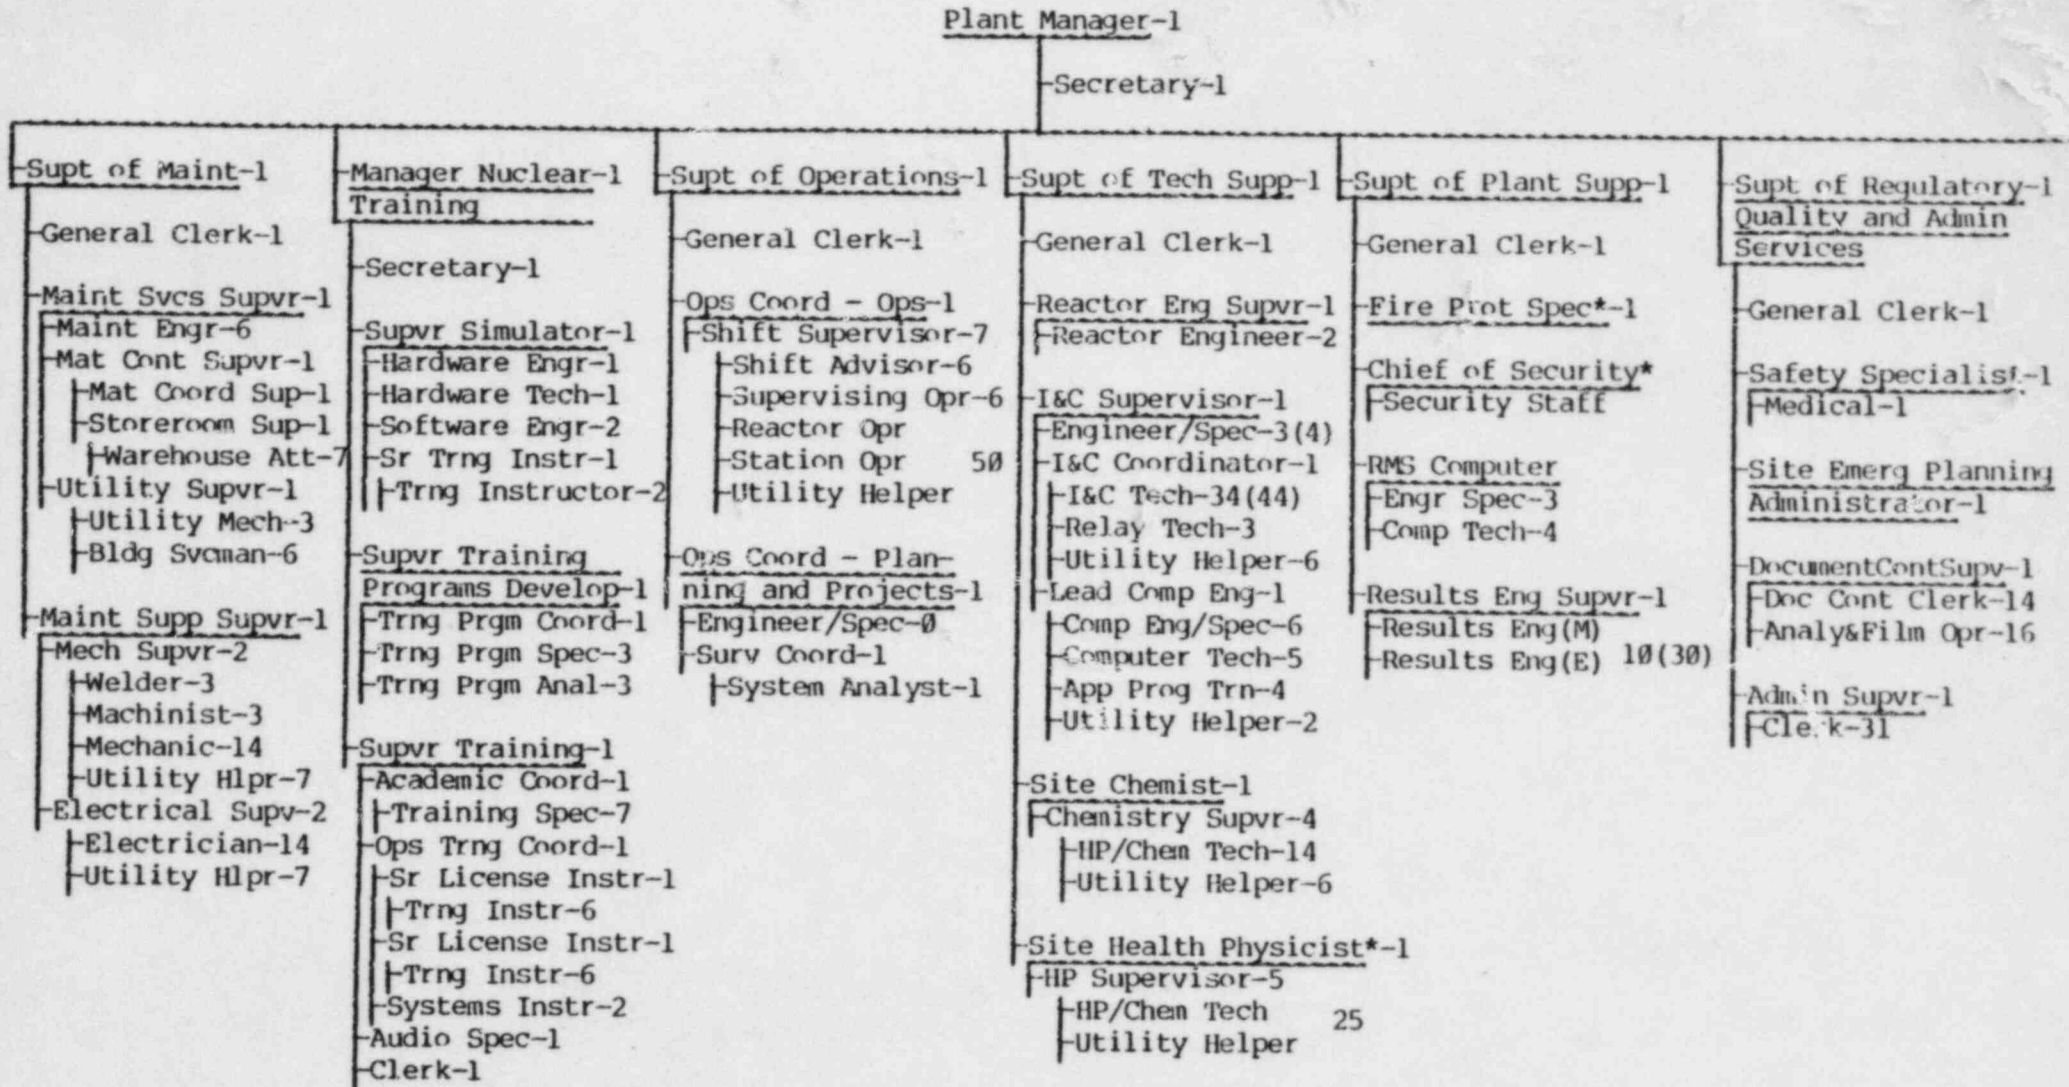 Plant Manager-1
Secretary-1
Supt of Maint-1
General Clerk-1
Maint Svcs Supvr-1
Maint Engr-6
Mat Cont Supvr-1
Mat Coord Sup-1
Storeroom Sup-1
Warehouse Att-7
Utility Supvr-1
Utility Mech-3
Bldg Svcman-6
Maint Supp Supvr-1
Mech Supvr-2
Welder-3
Machinist-3
Mechanic-14
Utility Hlpr-7
Electrical Supv-2
Electrician-14
Utility Hlpr-7
Manager Nuclear-1
Training
Secretary-1
Supvr Simulator-1
Hardware Engr-1
Hardware Tech-1
Software Engr-2
Sr Trng Instr-1
Trng Instructor-2
Supvr Training
Programs Develop-1
Trng Prgm Coord-1
Trng Prgm Spec-3
Trng Prgm Anal-3
Supvr Training-1
Academic Coord-1
Training Spec-7
Ops Trng Coord-1
Sr License Instr-1
Trng Instr-6
Sr License Instr-1
Trng Instr-6
Systems Instr-2
Audio Spec-1
Clerk-1
Supt of Operations-1
General Clerk-1
Ops Coord - Ops-1
Shift Supervisor-7
Shift Advisor-6
Supervising Opr-6
Reactor Opr
Station Opr 50
Utility Helper
Ops Coord - Plan-
ning and Projects-1
Engineer/Spec-0
Surv Coord-1
System Analyst-1
Supt of Tech Supp-1
General Clerk-1
Reactor Eng Supvr-1
Reactor Engineer-2
I&C Supervisor-1
Engineer/Spec-3(4)
I&C Coordinator-1
I&C Tech-34(44)
Relay Tech-3
Utility Helper-6
Lead Comp Eng-1
Comp Eng/Spec-6
Computer Tech-5
App Prog Trn-4
Utility Helper-2
Site Chemist-1
Chemistry Supvr-4
HP/Chem Tech-14
Utility Helper-6
Site Health Physicist*-1
HP Supervisor-5
HP/Chem Tech 25
Utility Helper
Supt of Plant Supp-1
General Clerk-1
Fire Prot Spec*-1
Chief of Security*
Security Staff
RMS Computer
Engr Spec-3
Comp Tech-4
Results Eng Supvr-1
Results Eng(M)
Results Eng(E) 10(30)
Supt of Regulatory-1
Quality and Admin
Services
General Clerk-1
Safety Specialist-1
Medical-1
Site Emerg Planning
Administrator-1
DocumentContSupv-1
Doc Cont Clerk-14
Analy&Film Opr-16
Admin Supvr-1
Clerk-31